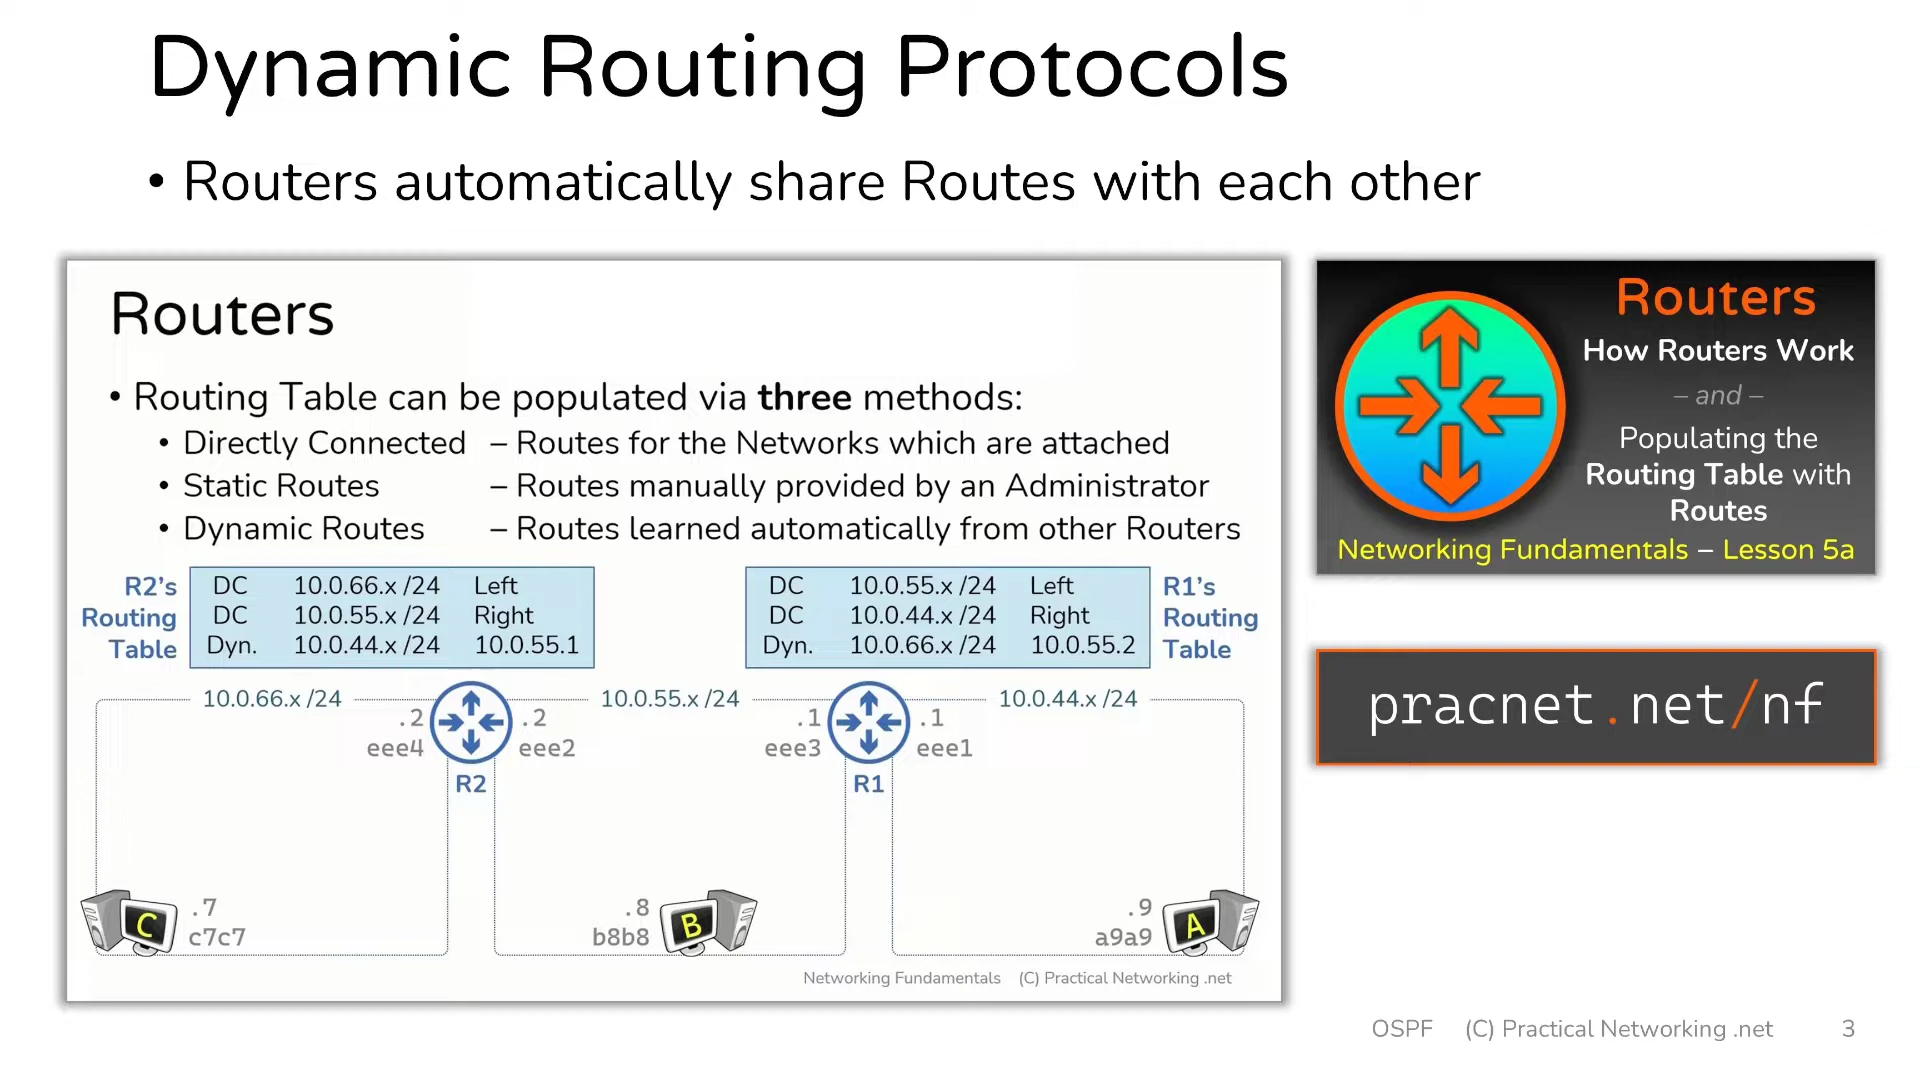 Dynamic Routing Protocols
• Routers automatically share Routes with each other
Routers
• Routing Table can be populated via three methods:
• Directly Connected – Routes for the Networks which are attached
• Static Routes – Routes manually provided by an Administrator
• Dynamic Routes – Routes learned automatically from other Routers
R2's
Routing
Table
DC 10.0.66.x /24 Left
DC 10.0.55.x /24 Right
Dyn. 10.0.44.x /24 10.0.55.1
DC 10.0.55.x /24 Left
DC 10.0.44.x /24 Right
Dyn. 10.0.66.x /24 10.0.55.2
R1's
Routing
Table
10.0.66.x /24
10.0.55.x /24
10.0.44.x /24
.2
eee4
.2
eee2
R2
.1
eee3
.1
eee1
R1
C
.7
c7c7
.8
b8b8
B
.9
a9a9
A
Networking Fundamentals (C) Practical Networking .net
Routers
How Routers Work
– and –
Populating the
Routing Table with
Routes
Networking Fundamentals – Lesson 5a
pracnet.net/nf
OSPF (C) Practical Networking .net 3